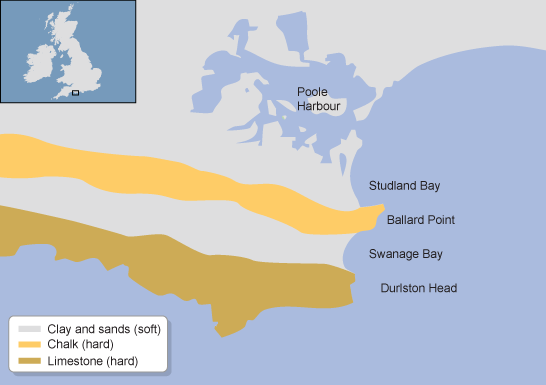 Poole
Harbour
Studland Bay
Ballard Point
Swanage Bay
Durlston Head
Clay and sands (soft)
Chalk (hard)
Limestone (hard)